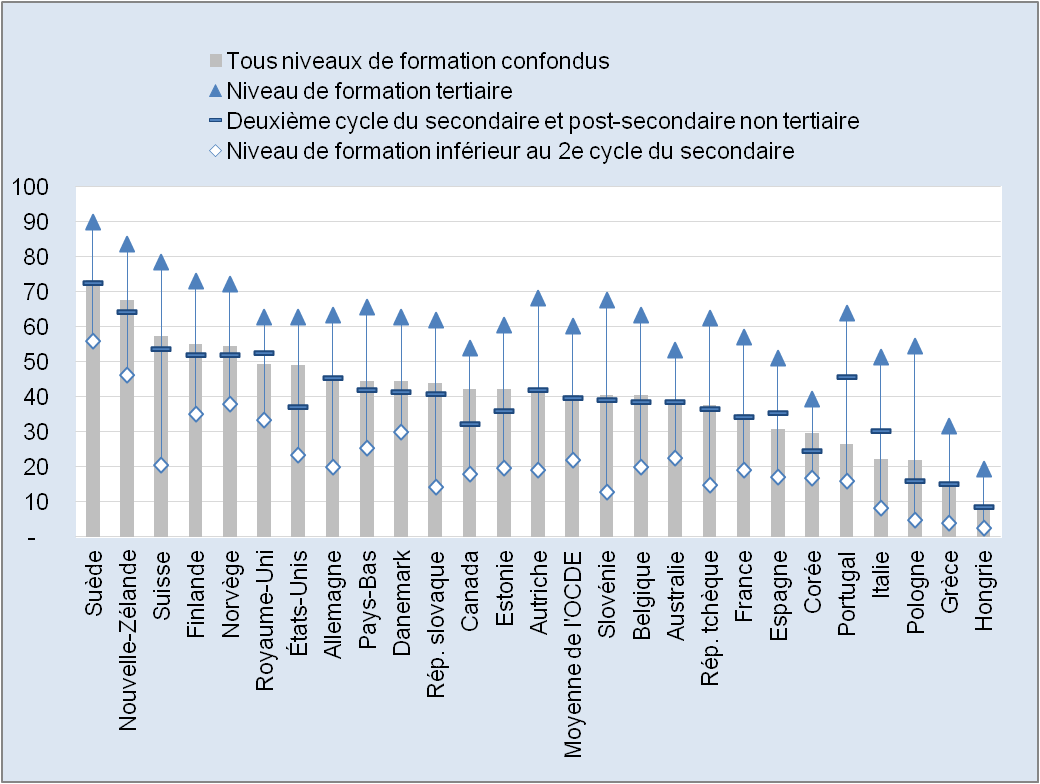 Tous niveaux de formation confondus
Niveau de formation tertiaire
Deuxième cycle du secondaire et post-secondaire non tertiaire
Niveau de formation inférieur au 2e cycle du secondaire
100
90
80
70
60
50
40
30
20
10
-
Suède
Nouvelle-Zélande
Suisse
Finlande
Norvège
Royaume-Uni
États-Unis
Allemagne
Pays-Bas
Danemark
Rép. slovaque
Canada
Estonie
Autriche
Moyenne de l'OCDE
Slovénie
Belgique
Australie
Rép. tchèque
France
Espagne
Corée
Portugal
Italie
Pologne
Grèce
Hongrie